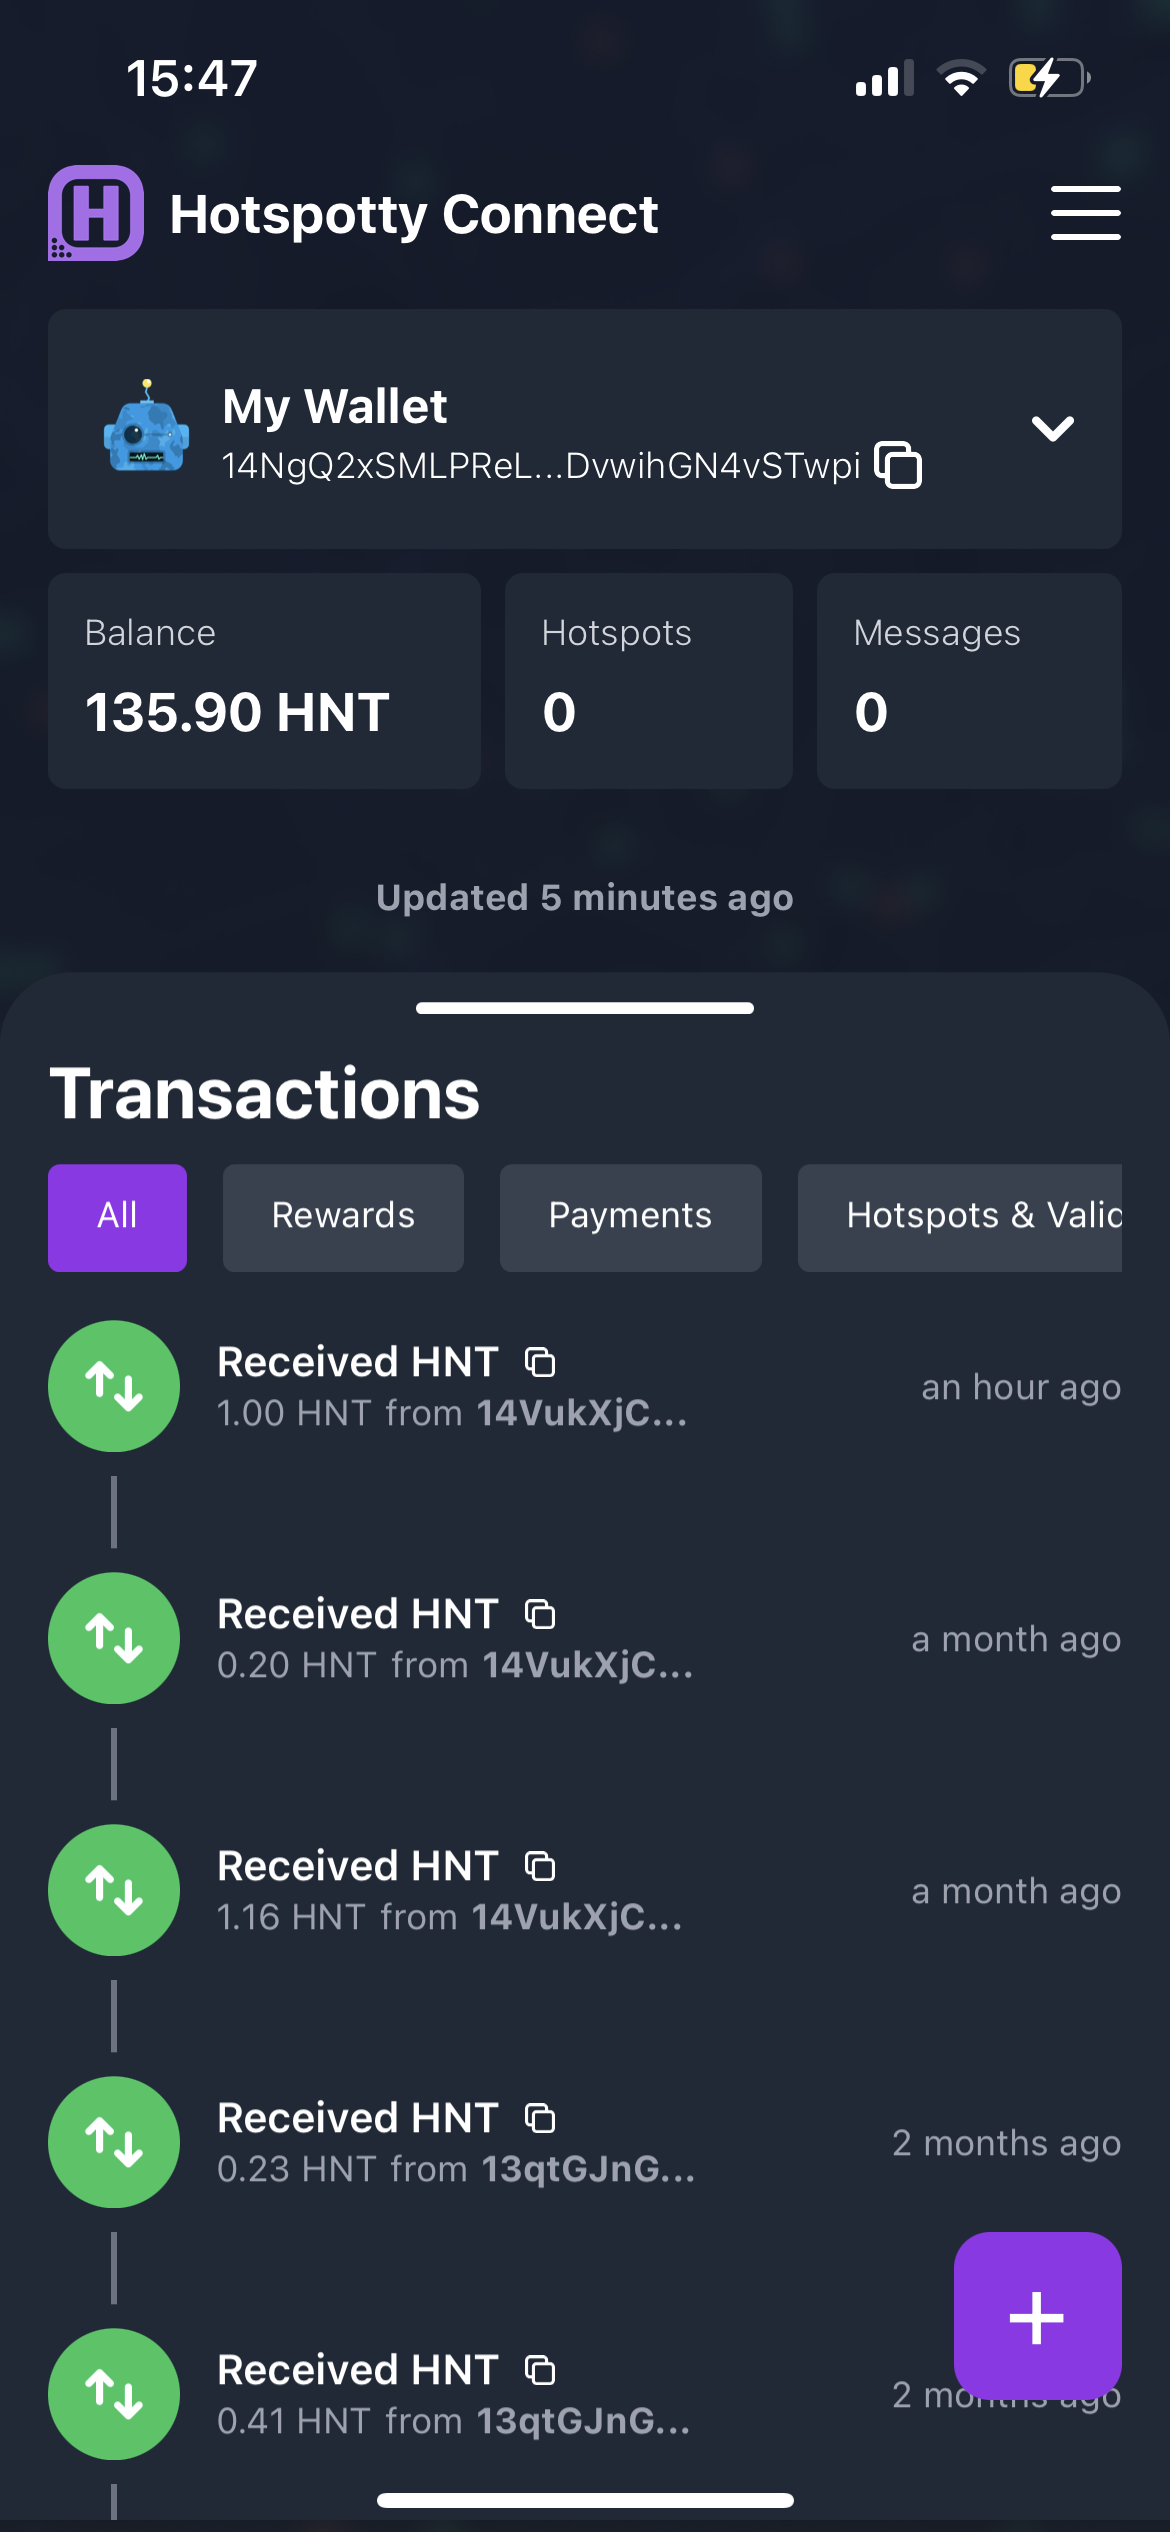 15:47
H
Hotspotty Connect
My Wallet
14NgQ2xSMLPReL...DvwihGN4vSTwpi
Balance
135.90 HNT
Hotspots
0
Messages
0
Updated 5 minutes ago
Transactions
All
Rewards
Payments
Hotspots & Valid
Received HNT
1.00 HNT from 14VukXjC...
an hour ago
Received HNT
0.20 HNT from 14VukXjC...
a month ago
Received HNT
1.16 HNT from 14VukXjC...
a month ago
Received HNT
0.23 HNT from 13qtGJnG...
2 months ago
Received HNT
0.41 HNT from 13qtGJnG...
2 months ago